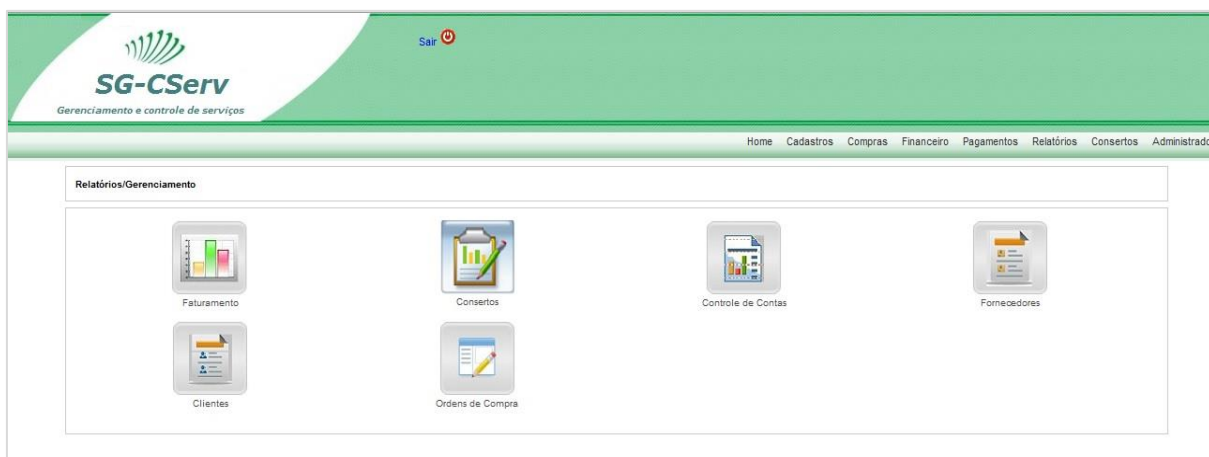 Sair
SG-CServ
Gerenciamento e controle de serviços
Home Cadastros Compras Financeiro Pagamentos Relatórios Consertos Administrado
Relatórios/Gerenciamento
Faturamento Consertos Controle de Contas Fornecedores
Clientes Ordens de Compra